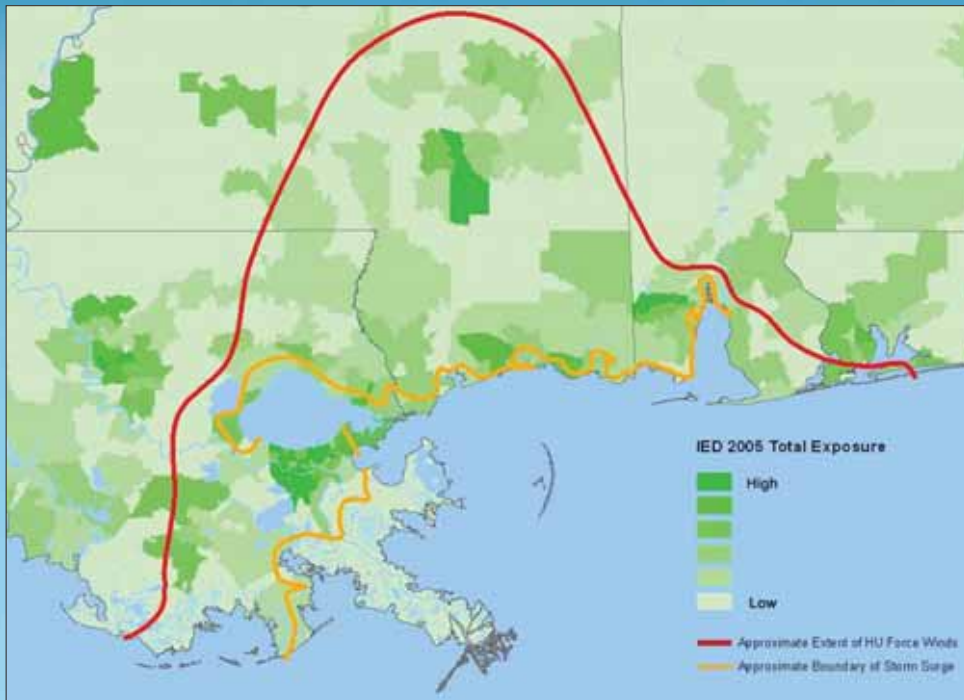 IED 2005 Total Exposure
High
Low
Approximate Extent of HU Force Winds
Approximate Boundary of Storm Surge